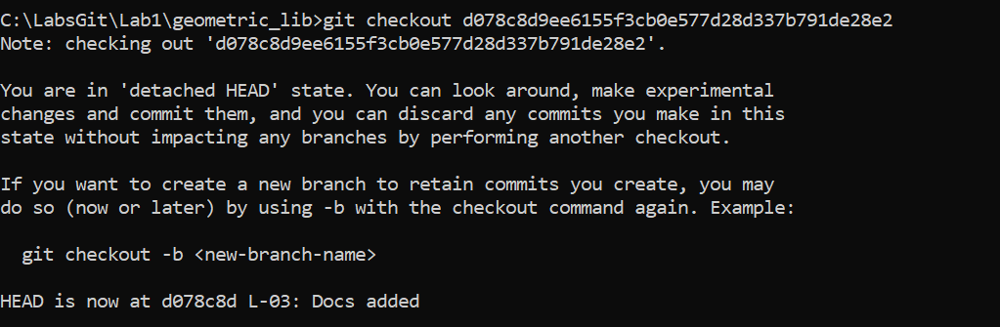 C:\LabsGit\Lab1\geometric_lib>git checkout d078c8d9ee6155f3cb0e577d28d337b791de28e2
Note: checking out 'd078c8d9ee6155f3cb0e577d28d337b791de28e2'.
You are in 'detached HEAD' state. You can look around, make experimental
changes and commit them, and you can discard any commits you make in this
state without impacting any branches by performing another checkout.
If you want to create a new branch to retain commits you create, you may
do so (now or later) by using -b with the checkout command again. Example:
git checkout -b <new-branch-name>
HEAD is now at d078c8d L-03: Docs added